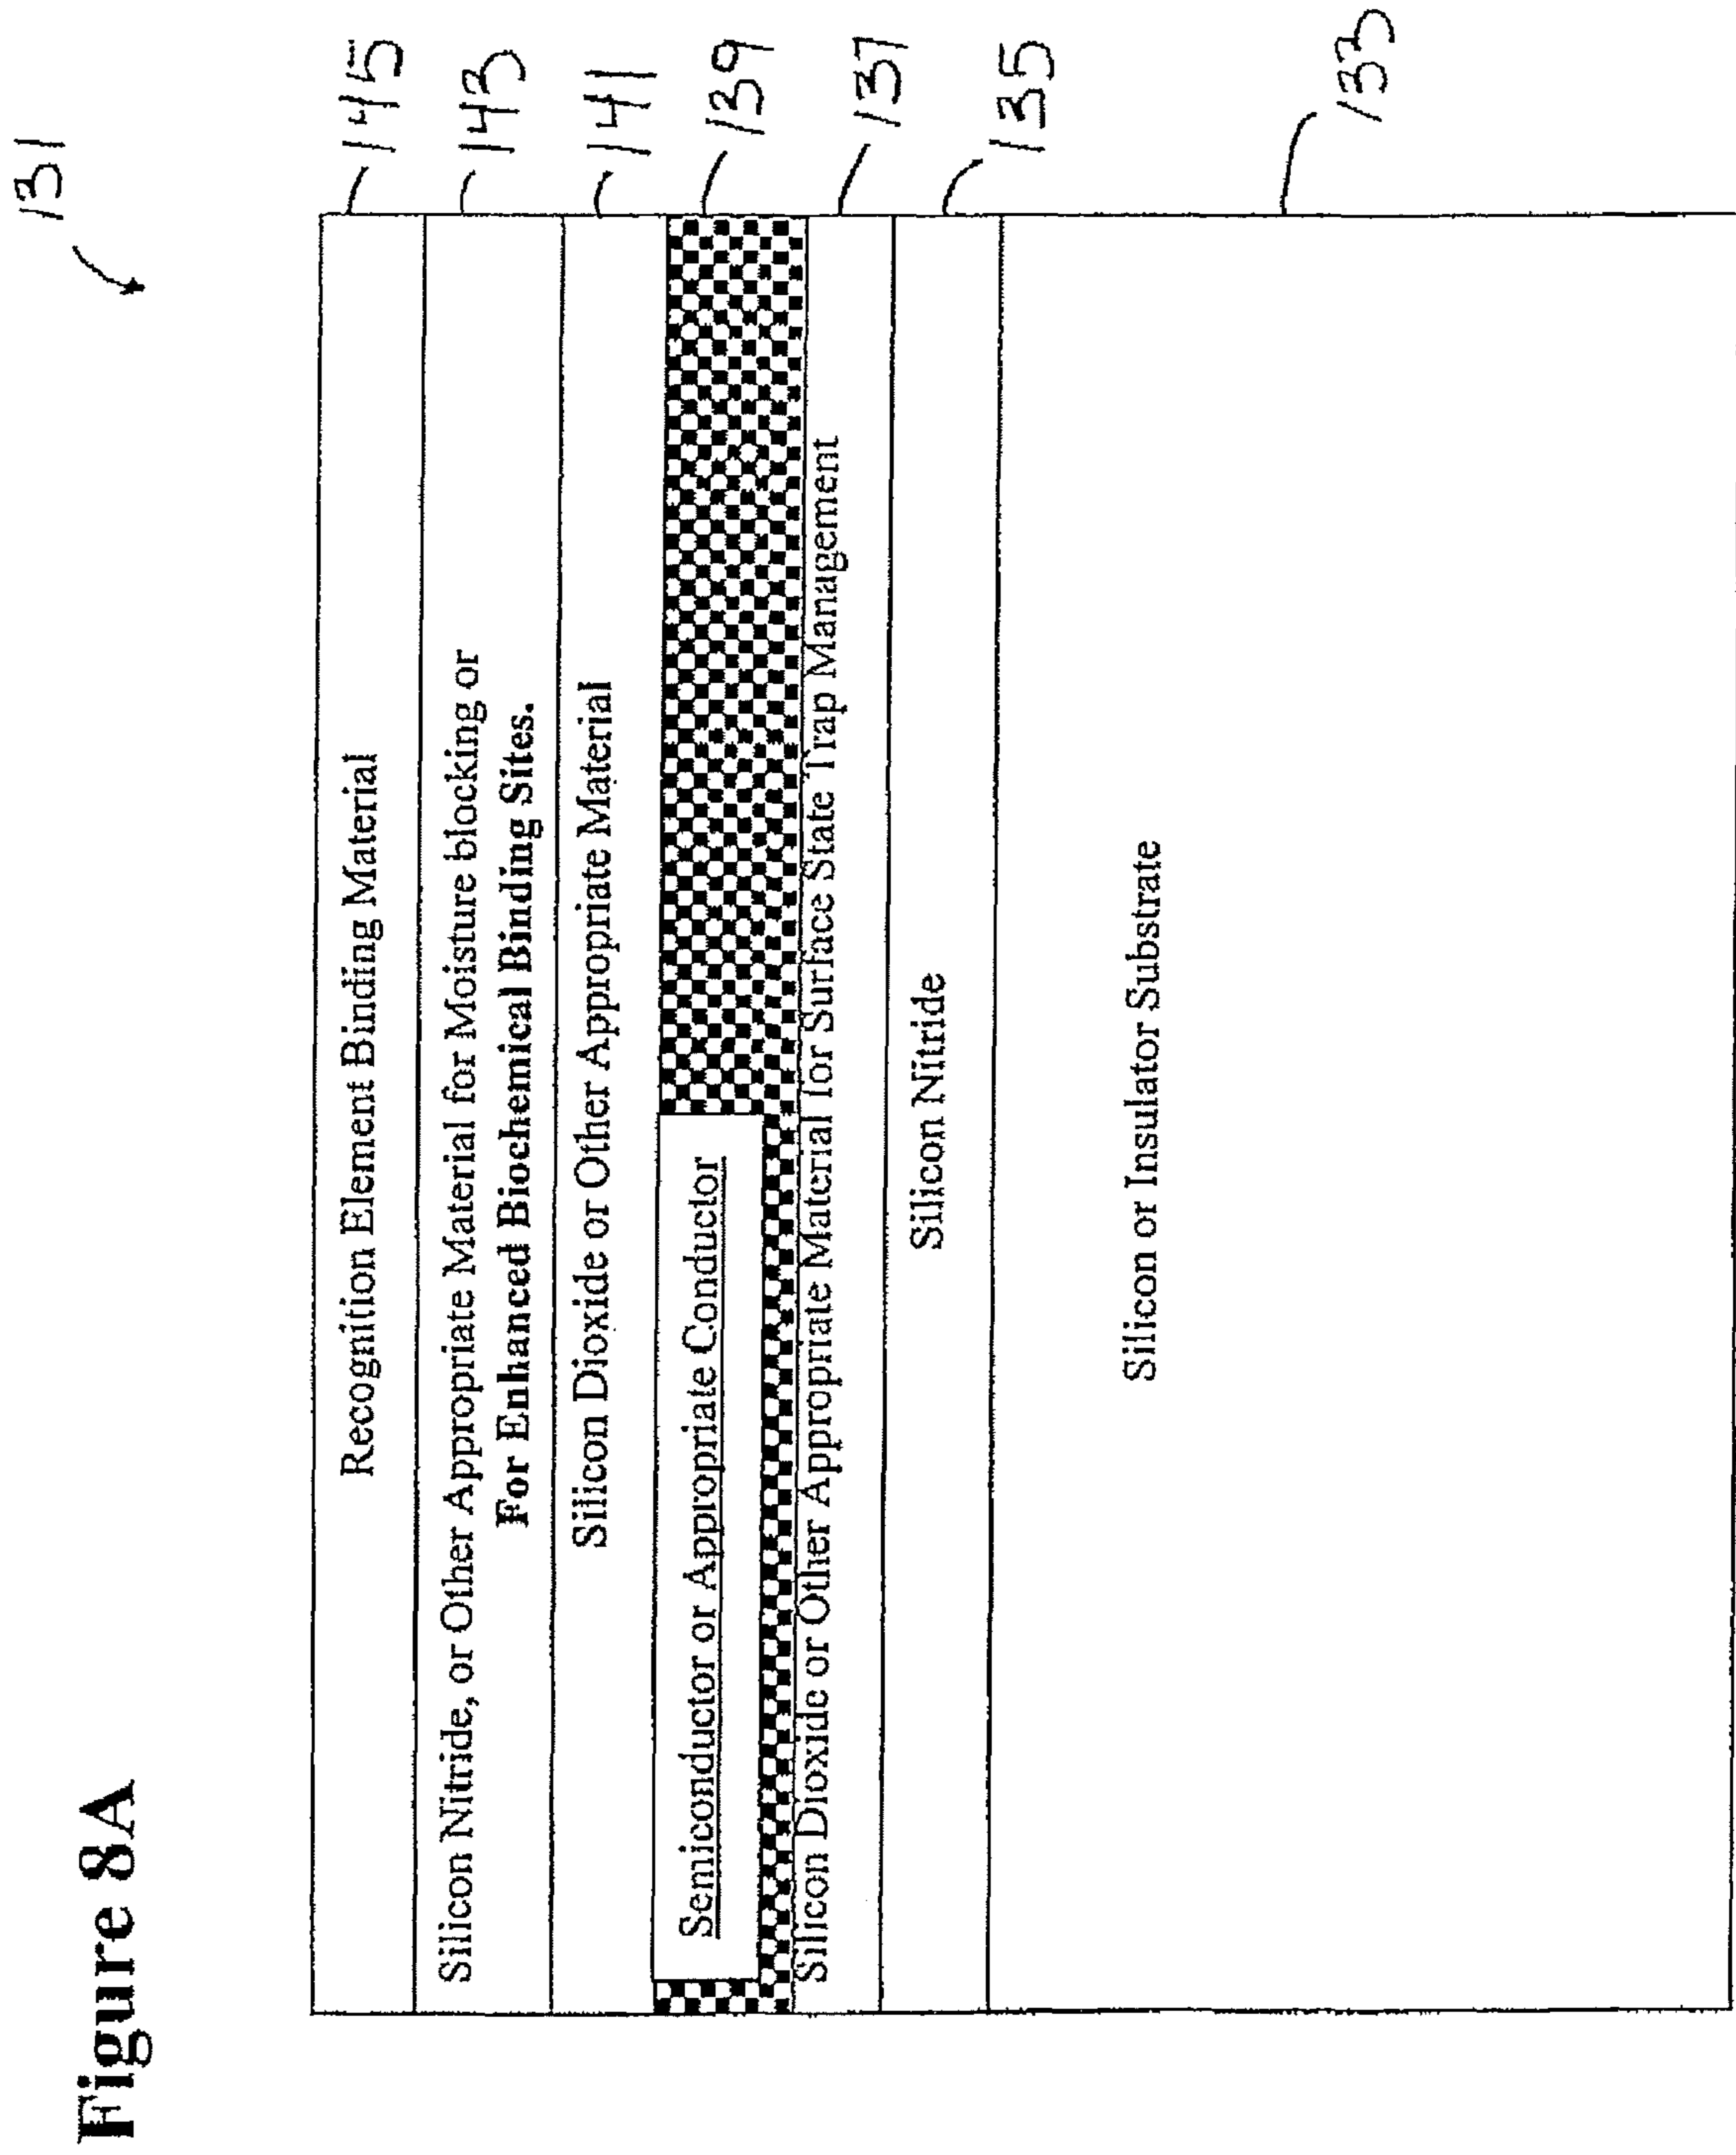 Figure 8A
131
Recognition Element Binding Material
145
Silicon Nitride, or Other Appropriate Material for Moisture blocking or
For Enhanced Biochemical Binding Sites.
143
Silicon Dioxide or Other Appropriate Material
141
Semiconductor or Appropriate Conductor
139
Silicon Dioxide or Other Appropriate Material for Surface State Trap Management
137
Silicon Nitride
135
Silicon or Insulator Substrate
133